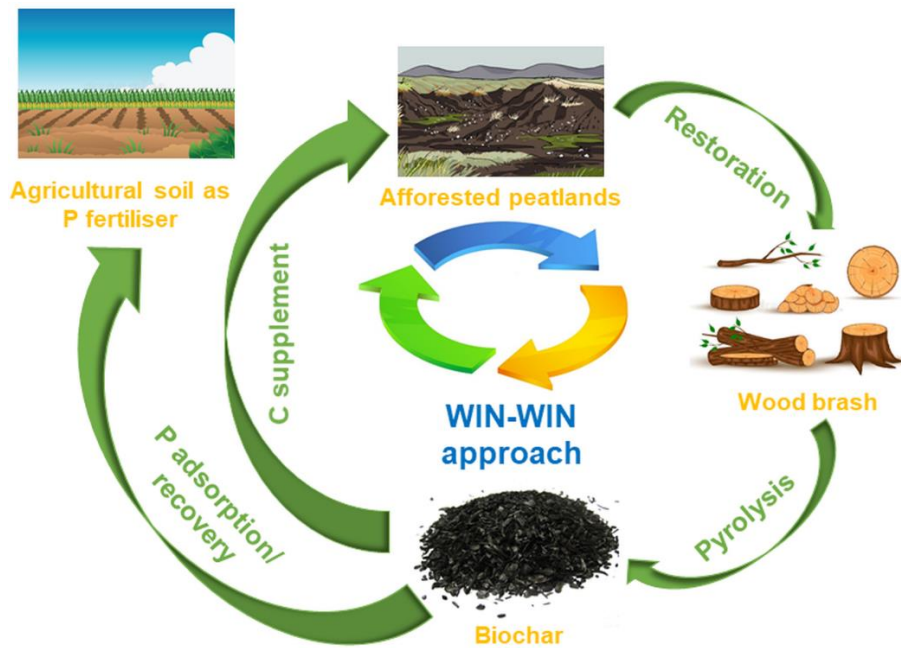 Agricultural soil as
P fertiliser
Afforested peatlands
Restoration
Wood brash
C supplement
WIN-WIN
approach
P adsorption/
recovery
Pyrolysis
Biochar